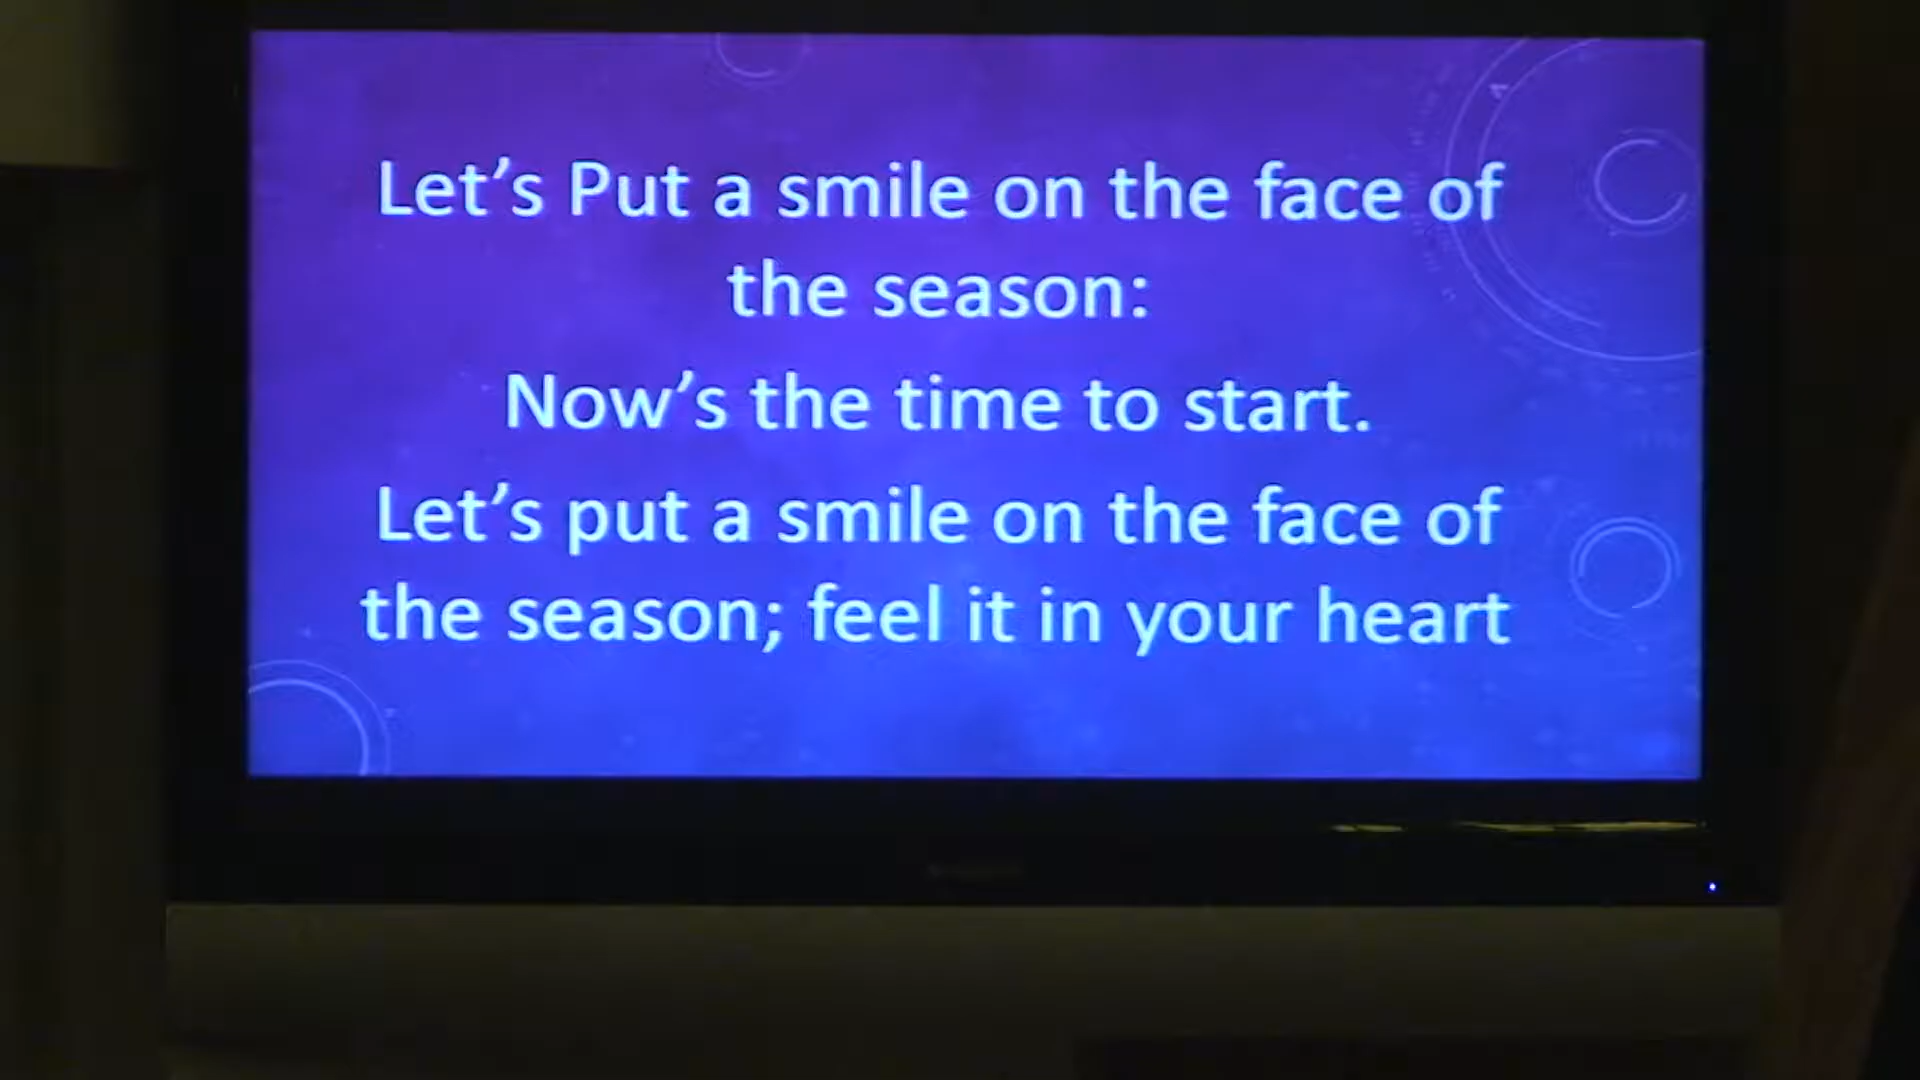 Let’s Put a smile on the face of
the season:
Now’s the time to start.
Let’s put a smile on the face of
the season; feel it in your heart